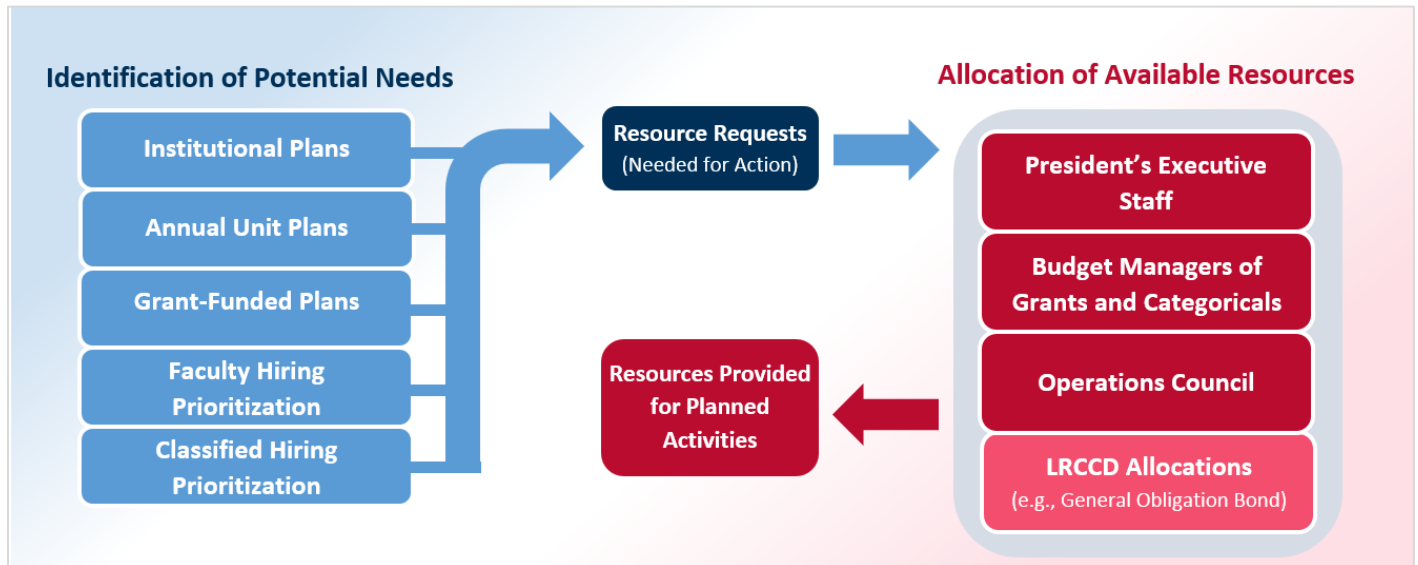 Identification of Potential Needs
Institutional Plans
Annual Unit Plans
Grant-Funded Plans
Faculty Hiring
Prioritization
Classified Hiring
Prioritization
Resource Requests
(Needed for Action)
Allocation of Available Resources
President’s Executive
Staff
Budget Managers of
Grants and Categoricals
Operations Council
LRCCD Allocations
(e.g., General Obligation Bond)
Resources Provided
for Planned
Activities